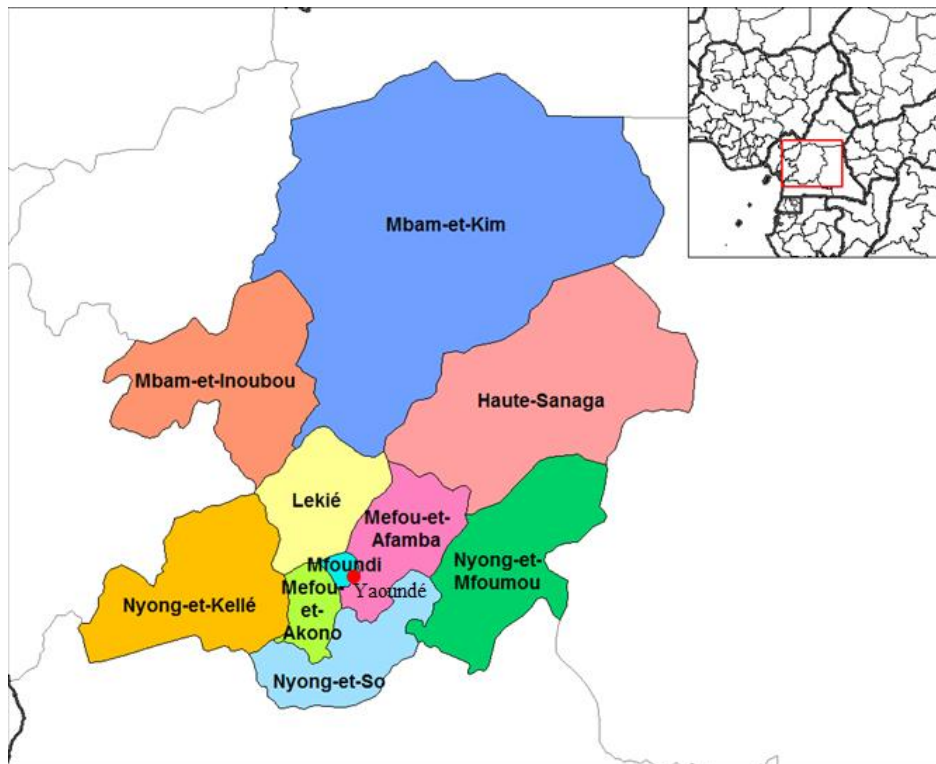 Mbam-et-Kim
Mbam-et-Inoubou
Haute-Sanaga
Lekié
Mefou-et-
Afamba
Nyong-et-
Mfoumou
Mfoundi
Yaoundé
Mefou-
et-
Akono
Nyong-et-Kellé
Nyong-et-So